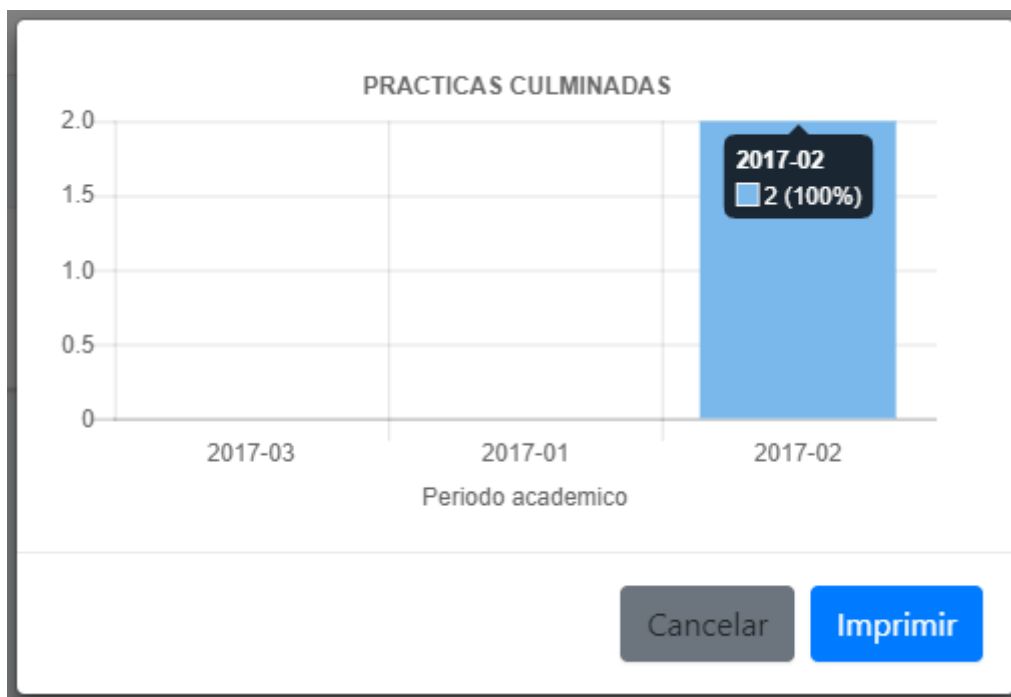 PRACTICAS CULMINADAS
2.0
2017-02
2 (100%)
1.5
1.0
0.5
0
2017-03 2017-01 2017-02
Periodo academico
Cancelar Imprimir